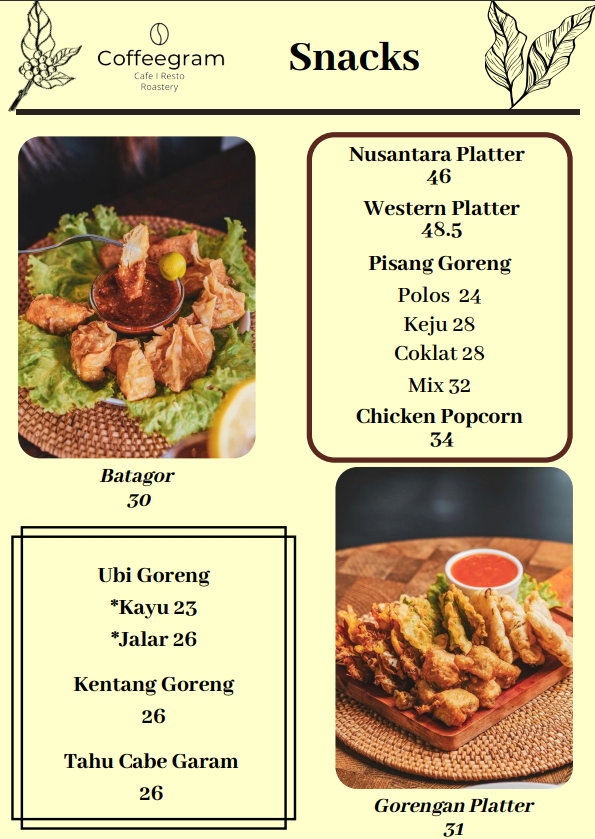 Coffeegram
Cafe I Resto
Roastery
Snacks
Nusantara Platter
46
Western Platter
48.5
Pisang Goreng
Polos 24
Keju 28
Coklat 28
Mix 32
Chicken Popcorn
34
Batagor
30
Ubi Goreng
*Kayu 23
*Jalar 26
Kentang Goreng
26
Tahu Cabe Garam
26
Gorengan Platter
31